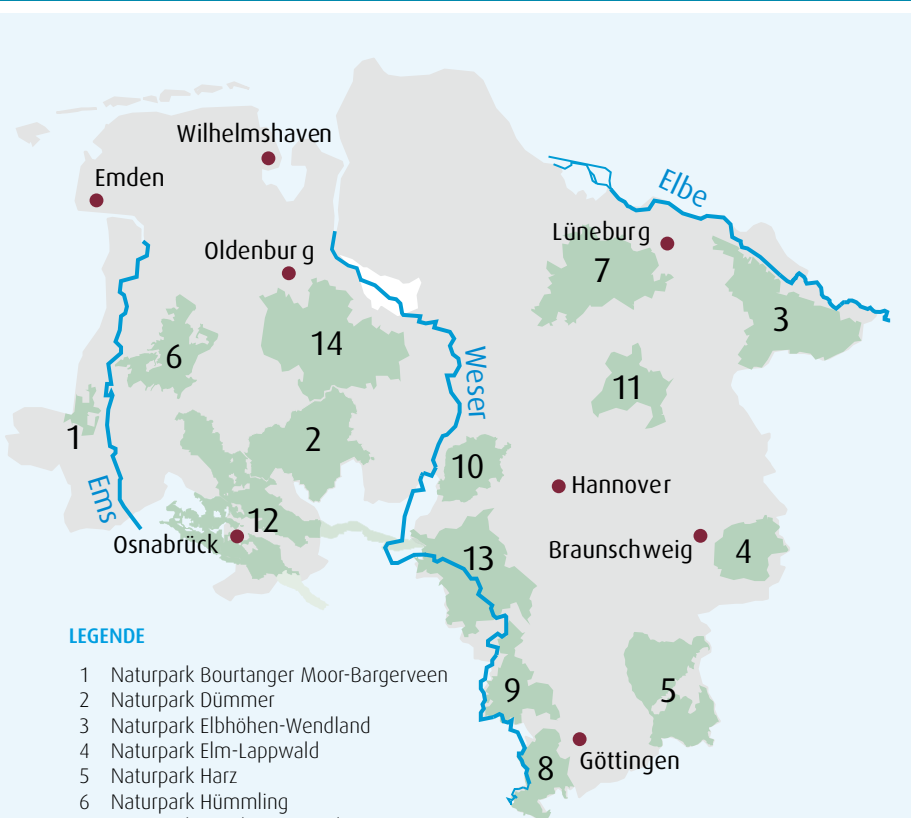 Wilhelmshaven
Emden
Elbe
Lüneburg
Oldenburg
7
3
14
6
Weser
11
1
2
10
Ems
Hannover
12
Osnabrück
Braunschweig
4
13
LEGENDE
1 Naturpark Bourtanger Moor-Bargerveen
2 Naturpark Dümmer
3 Naturpark Elbhöhen-Wendland
4 Naturpark Elm-Lappwald
5 Naturpark Harz
6 Naturpark Hümmling
9
5
8
Göttingen